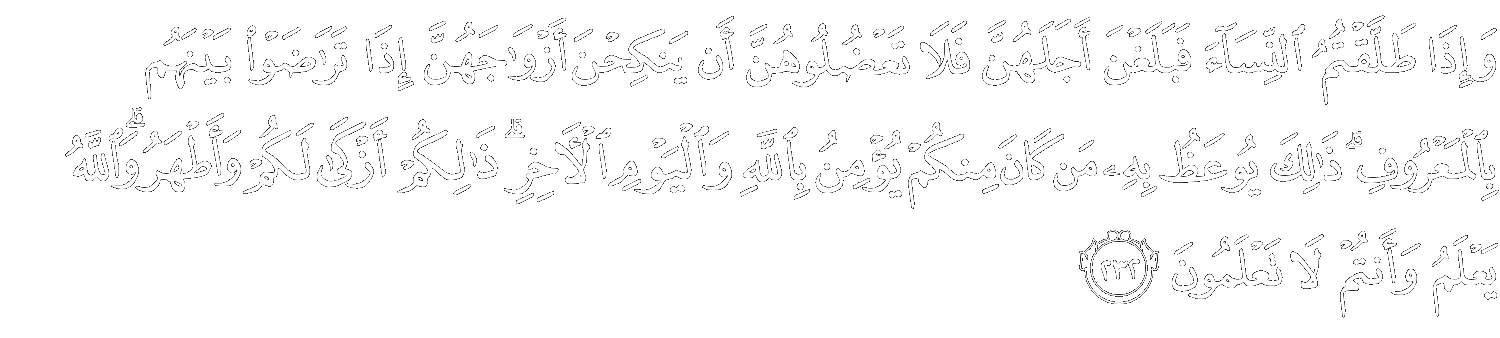 وَإِذَا طَلَّقْتُمُ ٱلنِّسَآءَ فَبَلَغْنَ أَجَلَهُنَّ فَلَا تَعْضُلُوهُنَّ أَن يَنكِحْنَ أَزْوَٰجَهُنَّ إِذَا تَرَٰضَوْا۟ بَيْنَهُم
بِٱلْمَعْرُوفِ ۗ ذَٰلِكَ يُوعَظُ بِهِۦ مَن كَانَ مِنكُمْ يُؤْمِنُ بِٱللَّهِ وَٱلْيَوْمِ ٱلْـَٔاخِرِ ۗ ذَٰلِكُمْ أَزْكَىٰ لَكُمْ وَأَطْهَرُ ۗ وَٱللَّهُ
يَعْلَمُ وَأَنتُمْ لَا تَعْلَمُونَ ٢٣٢